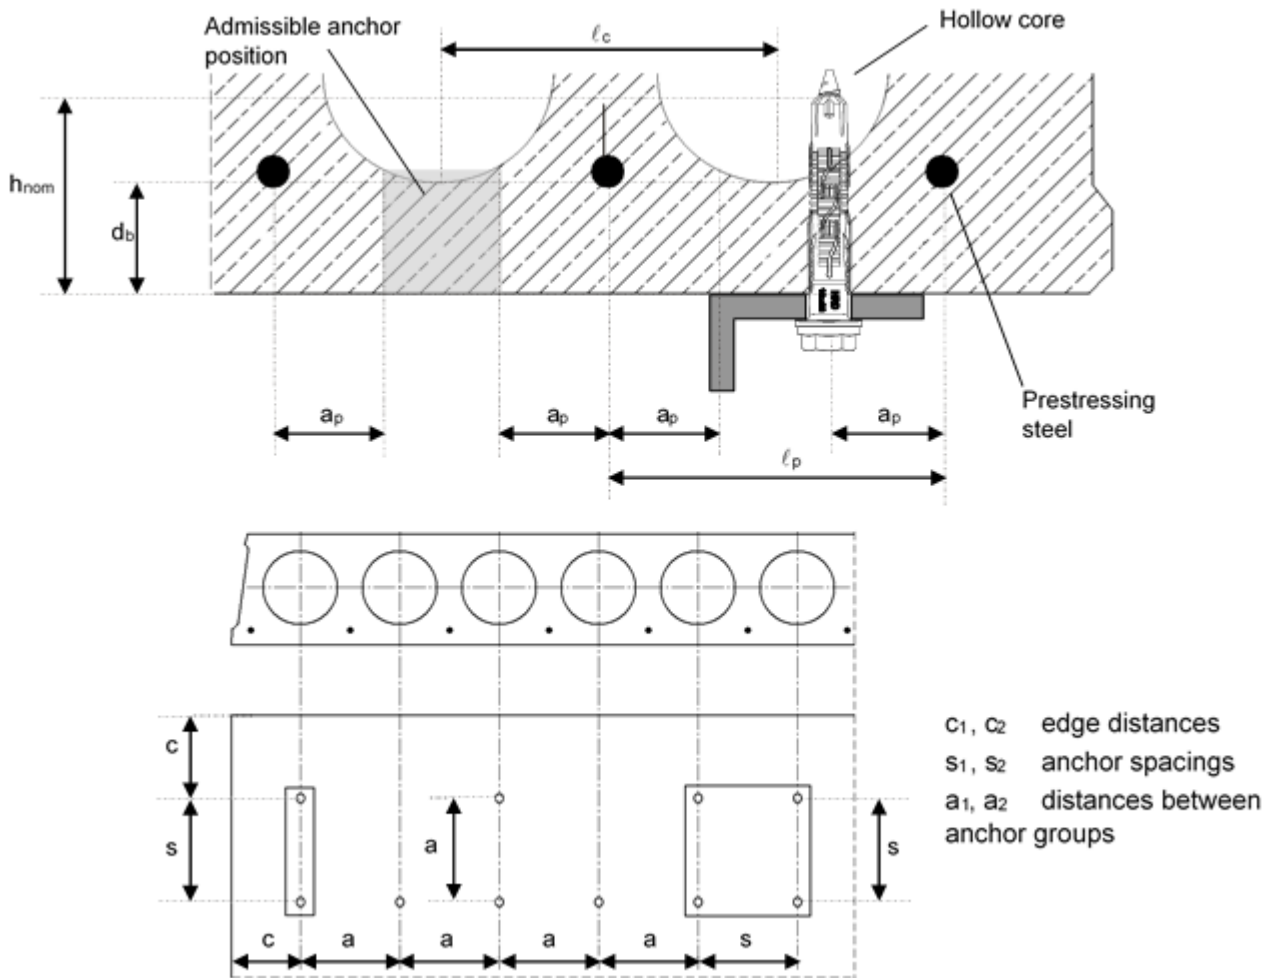 Admissible anchor
position
ℓc
Hollow core
hnom
db
ap
ap
ap
ap
Prestressing
steel
ℓp
c
s
a
s
c
a
a
a
a
s
c1, c2 edge distances
s1, s2 anchor spacings
a1, a2 distances between
anchor groups